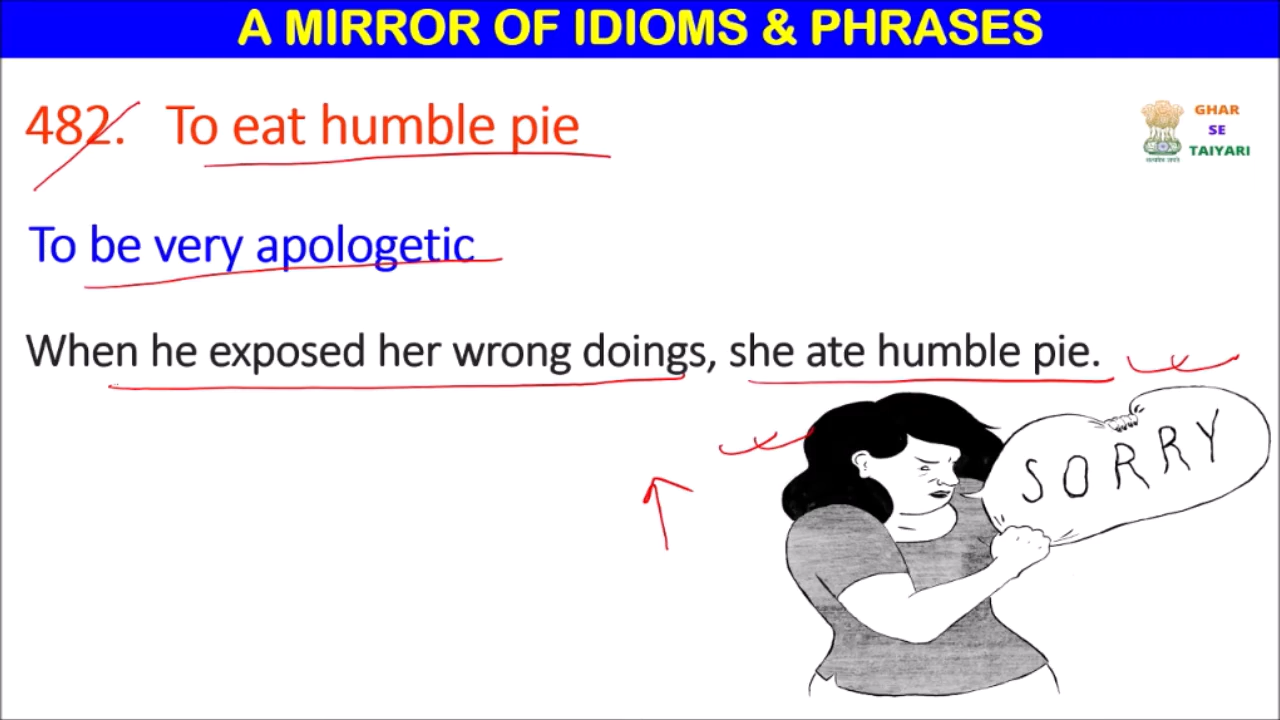 A MIRROR OF IDIOMS & PHRASES
482. To eat humble pie
GHAR
SE
TAIYARI
To be very apologetic
When he exposed her wrong doings, she ate humble pie.
SORRY